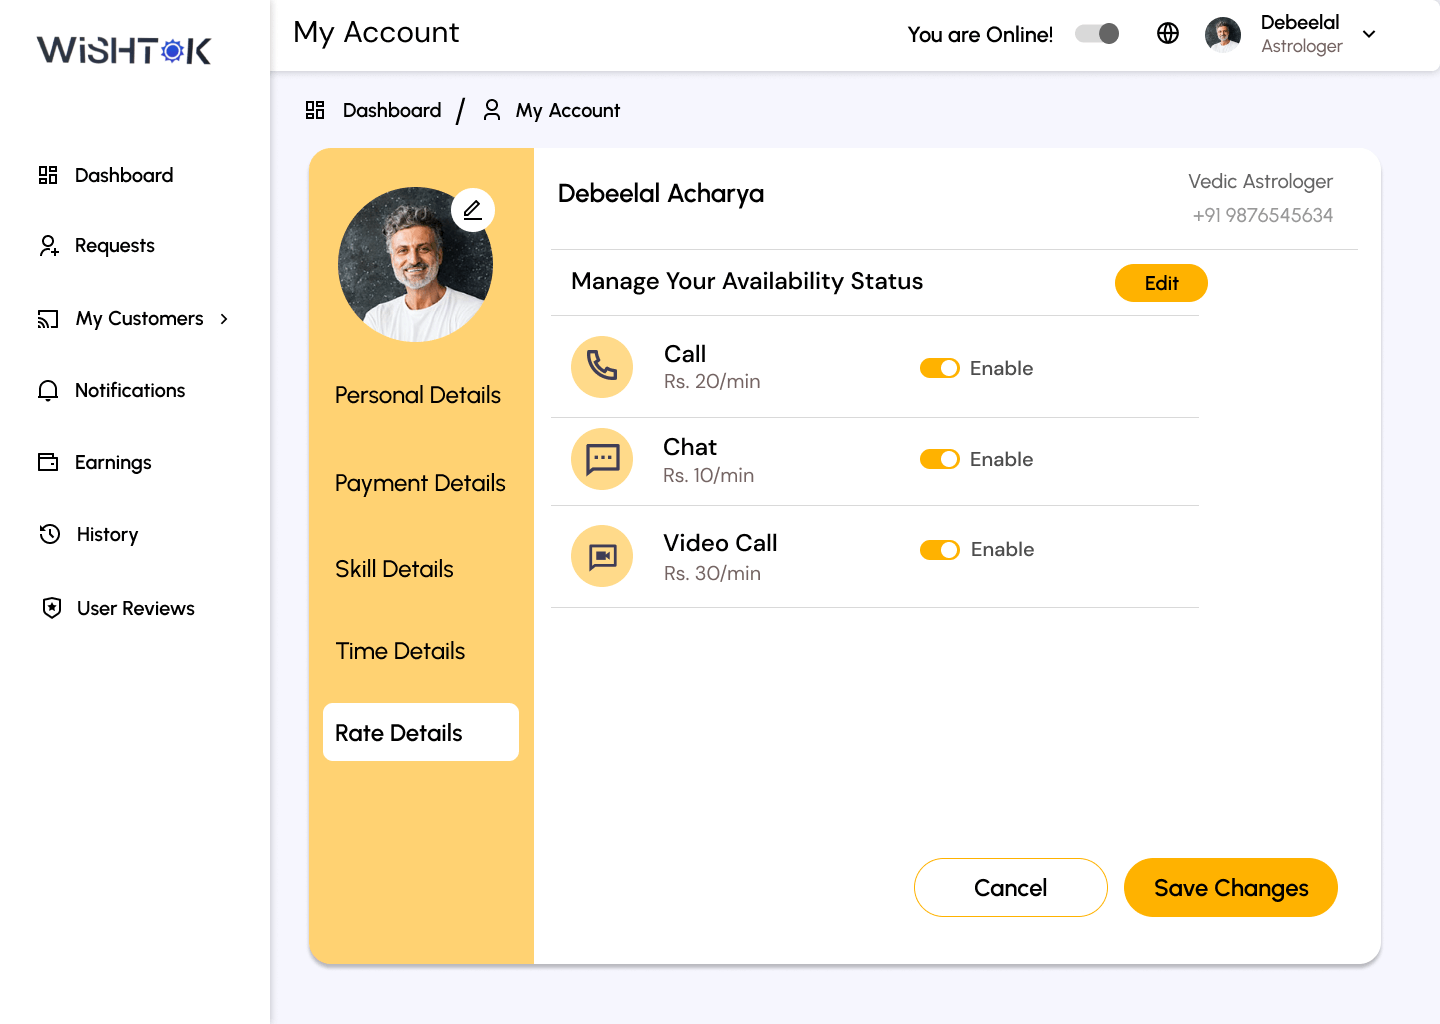 WiSHTOK
Dashboard
Requests
My Customers
Notifications
Earnings
History
User Reviews
My Account
You are Online!
Debeelal
Astrologer
Dashboard / My Account
Personal Details
Payment Details
Skill Details
Time Details
Rate Details
Debeelal Acharya
Vedic Astrologer
+91 9876545634
Manage Your Availability Status
Edit
Call
Rs. 20/min
Enable
Chat
Rs. 10/min
Enable
Video Call
Rs. 30/min
Enable
Cancel
Save Changes